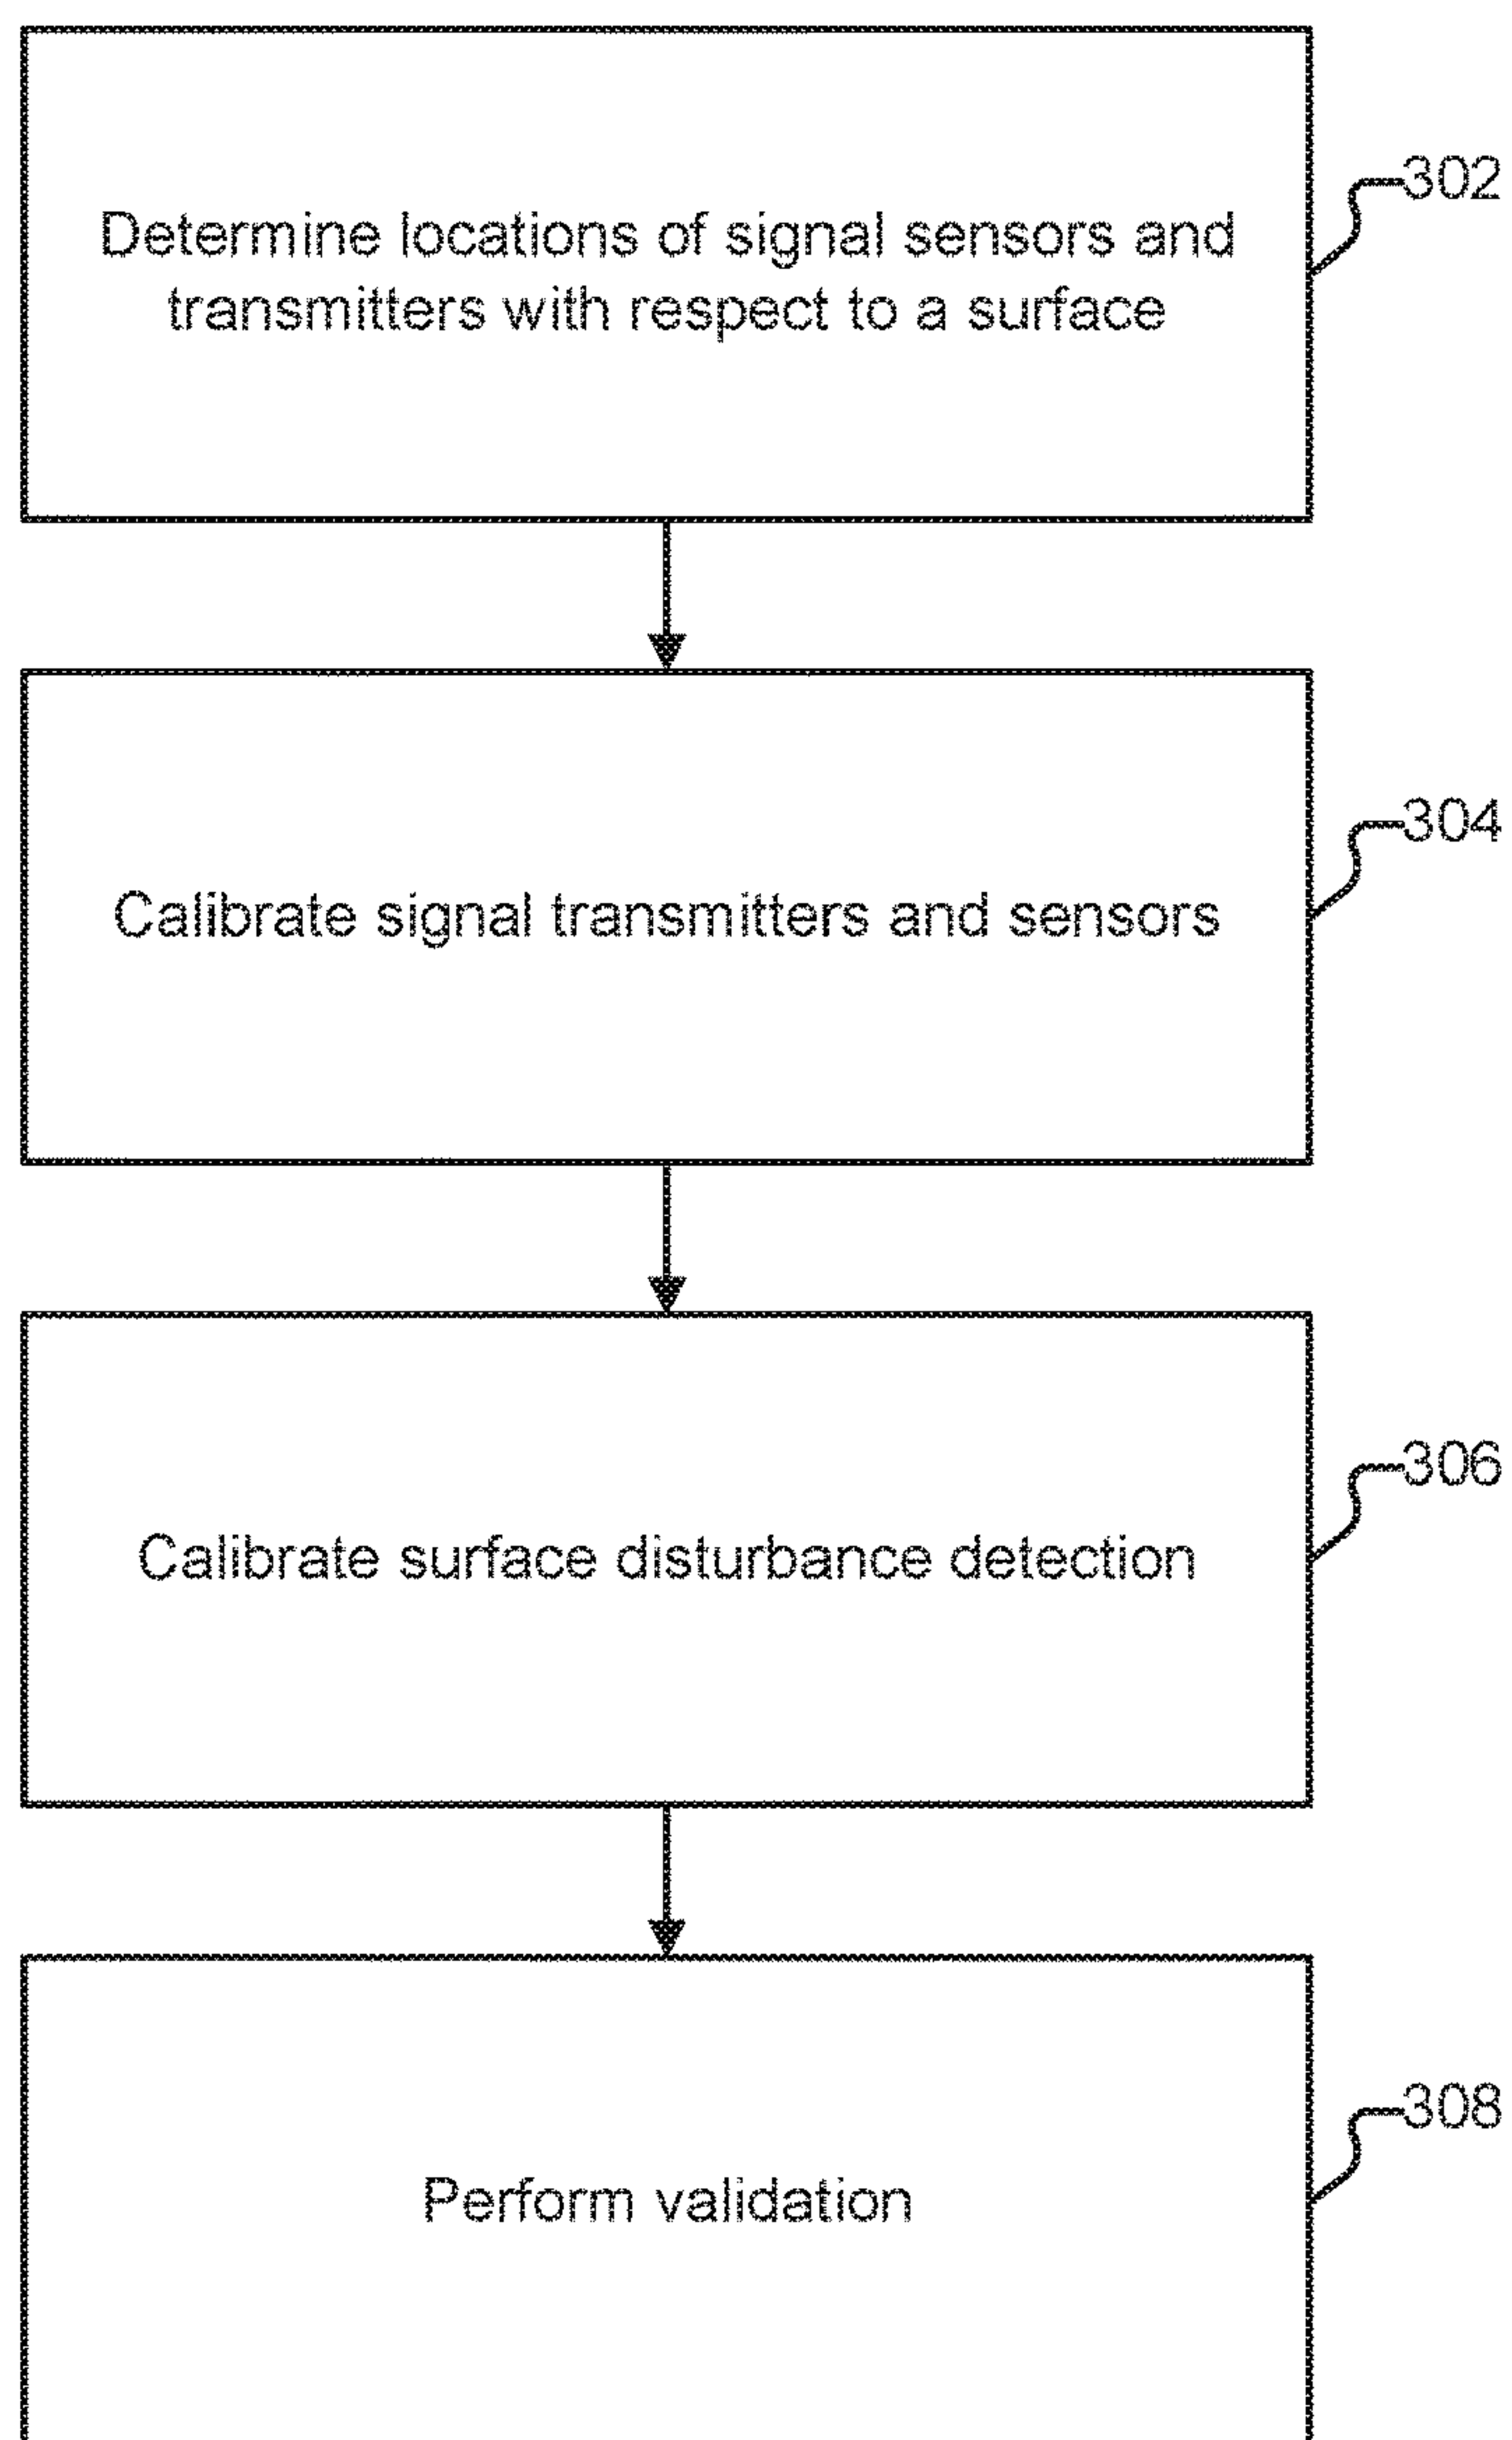 Determine locations of signal sensors and
transmitters with respect to a surface
302
Calibrate signal transmitters and sensors
304
Calibrate surface disturbance detection
306
Perform validation
308